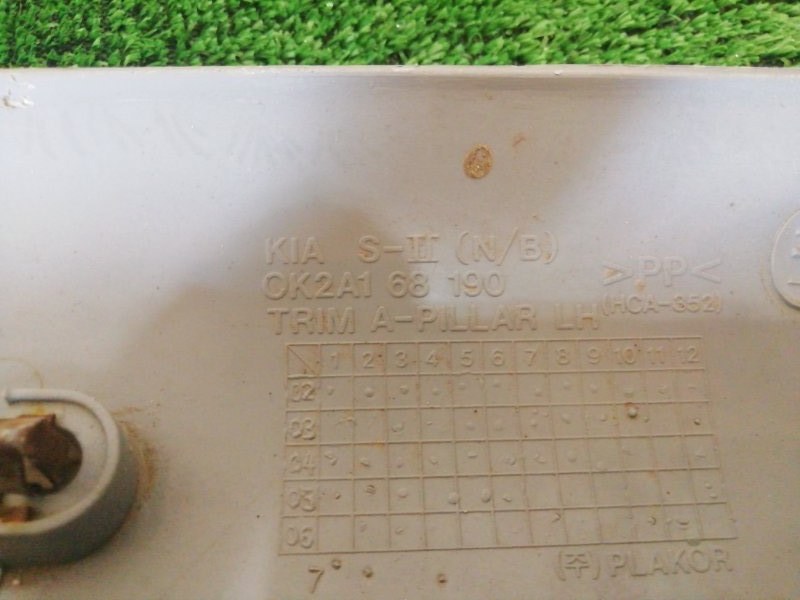 KIA S-II (N/B)
OK2A1 68 190
>PP<
TRIM A-PILLAR LH
(HCA-352)
1 2 3 4 5 6 7 8 9 10 11 12
02
03
04
05
06
7
(주) PLAKOR